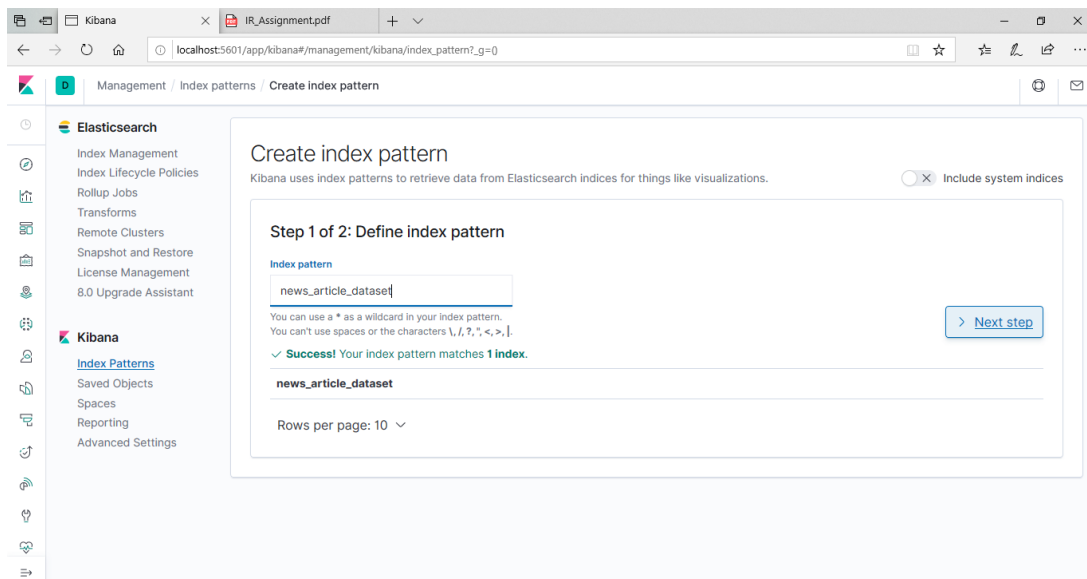 Kibana
IR_Assignment.pdf
localhost:5601/app/kibana#/management/kibana/index_pattern?_g=()
D
Management / Index patterns / Create index pattern
Elasticsearch
Index Management
Index Lifecycle Policies
Rollup Jobs
Transforms
Remote Clusters
Snapshot and Restore
License Management
8.0 Upgrade Assistant
Kibana
Index Patterns
Saved Objects
Spaces
Reporting
Advanced Settings
Create index pattern
Kibana uses index patterns to retrieve data from Elasticsearch indices for things like visualizations.
Include system indices
Step 1 of 2: Define index pattern
Index pattern
news_article_dataset
You can use a * as a wildcard in your index pattern.
You can't use spaces or the characters \, /, ?, ", <, >, |.
Success! Your index pattern matches 1 index.
Next step
news_article_dataset
Rows per page: 10